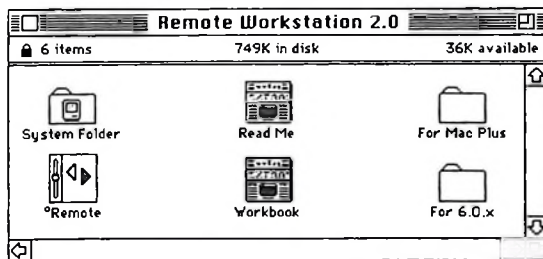 Remote Workstation 2.0
6 items 749K in disk 36K available
System Folder Read Me For Mac Plus
°Remote Workbook For 6.0.x